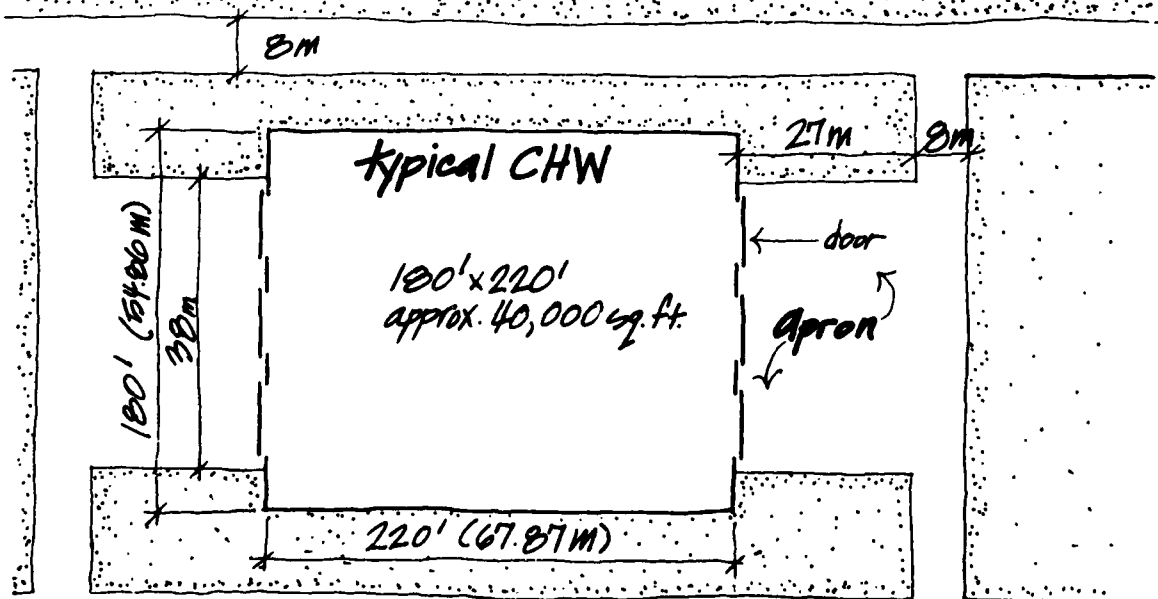 8m
27m
8m
typical CHW
180' (54.86m)
38m
door
180'x220'
approx. 40,000 sq.ft.
apron
220' (67.87m)